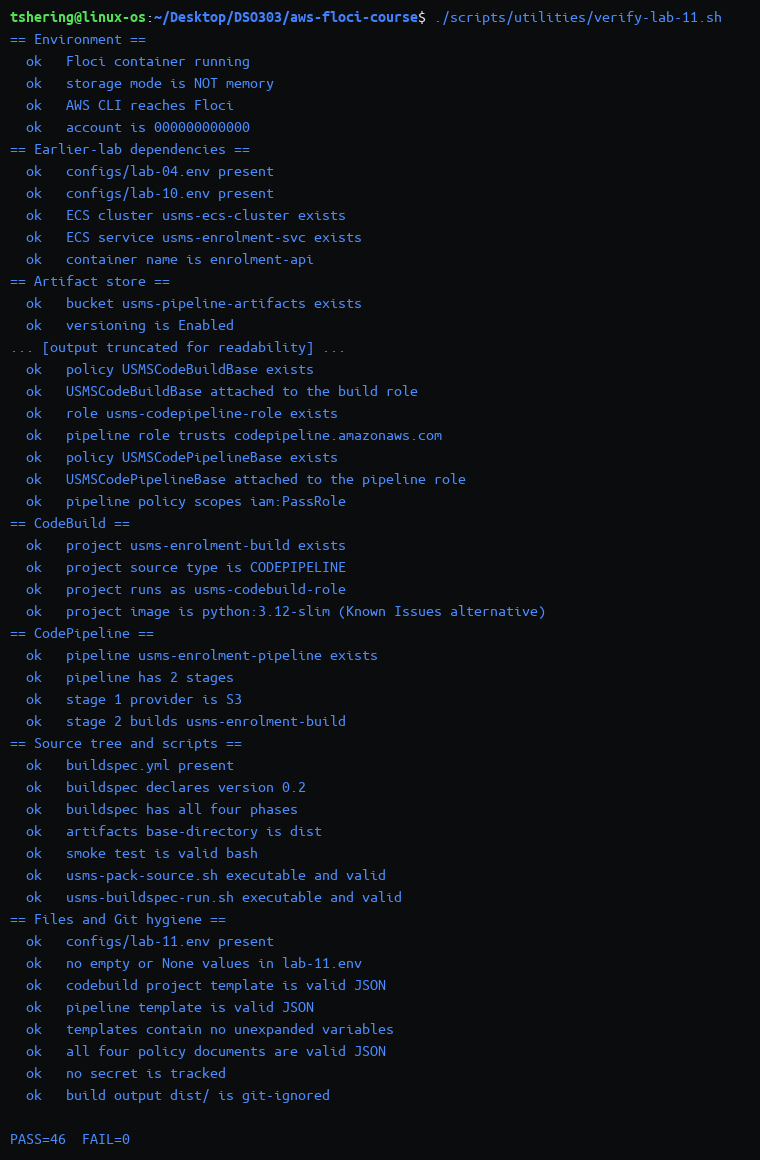 tshering@linux-os:~/Desktop/DSO303/aws-floci-course$ ./scripts/utilities/verify-lab-11.sh
== Environment ==
  ok   Floci container running
  ok   storage mode is NOT memory
  ok   AWS CLI reaches Floci
  ok   account is 000000000000
== Earlier-lab dependencies ==
  ok   configs/lab-04.env present
  ok   configs/lab-10.env present
  ok   ECS cluster usms-ecs-cluster exists
  ok   ECS service usms-enrolment-svc exists
  ok   container name is enrolment-api
== Artifact store ==
  ok   bucket usms-pipeline-artifacts exists
  ok   versioning is Enabled
... [output truncated for readability] ...
  ok   policy USMSCodeBuildBase exists
  ok   USMSCodeBuildBase attached to the build role
  ok   role usms-codepipeline-role exists
  ok   pipeline role trusts codepipeline.amazonaws.com
  ok   policy USMSCodePipelineBase exists
  ok   USMSCodePipelineBase attached to the pipeline role
  ok   pipeline policy scopes iam:PassRole
== CodeBuild ==
  ok   project usms-enrolment-build exists
  ok   project source type is CODEPIPELINE
  ok   project runs as usms-codebuild-role
  ok   project image is python:3.12-slim (Known Issues alternative)
== CodePipeline ==
  ok   pipeline usms-enrolment-pipeline exists
  ok   pipeline has 2 stages
  ok   stage 1 provider is S3
  ok   stage 2 builds usms-enrolment-build
== Source tree and scripts ==
  ok   buildspec.yml present
  ok   buildspec declares version 0.2
  ok   buildspec has all four phases
  ok   artifacts base-directory is dist
  ok   smoke test is valid bash
  ok   usms-pack-source.sh executable and valid
  ok   usms-buildspec-run.sh executable and valid
== Files and Git hygiene ==
  ok   configs/lab-11.env present
  ok   no empty or None values in lab-11.env
  ok   codebuild project template is valid JSON
  ok   pipeline template is valid JSON
  ok   templates contain no unexpanded variables
  ok   all four policy documents are valid JSON
  ok   no secret is tracked
  ok   build output dist/ is git-ignored

PASS=46  FAIL=0